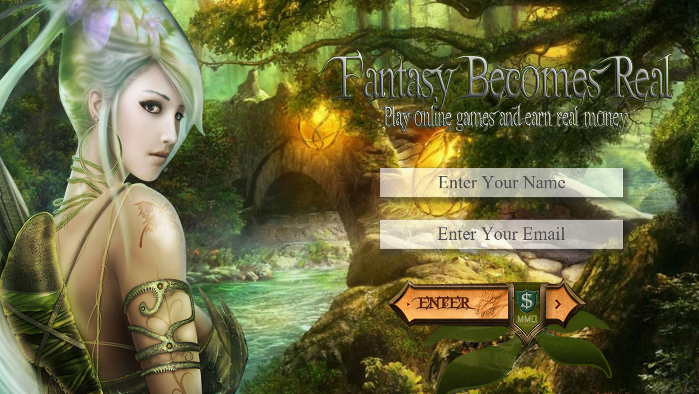 Fantasy Becomes Real
Play online games and earn real money
Enter Your Name
Enter Your Email
ENTER
$
MMO
>